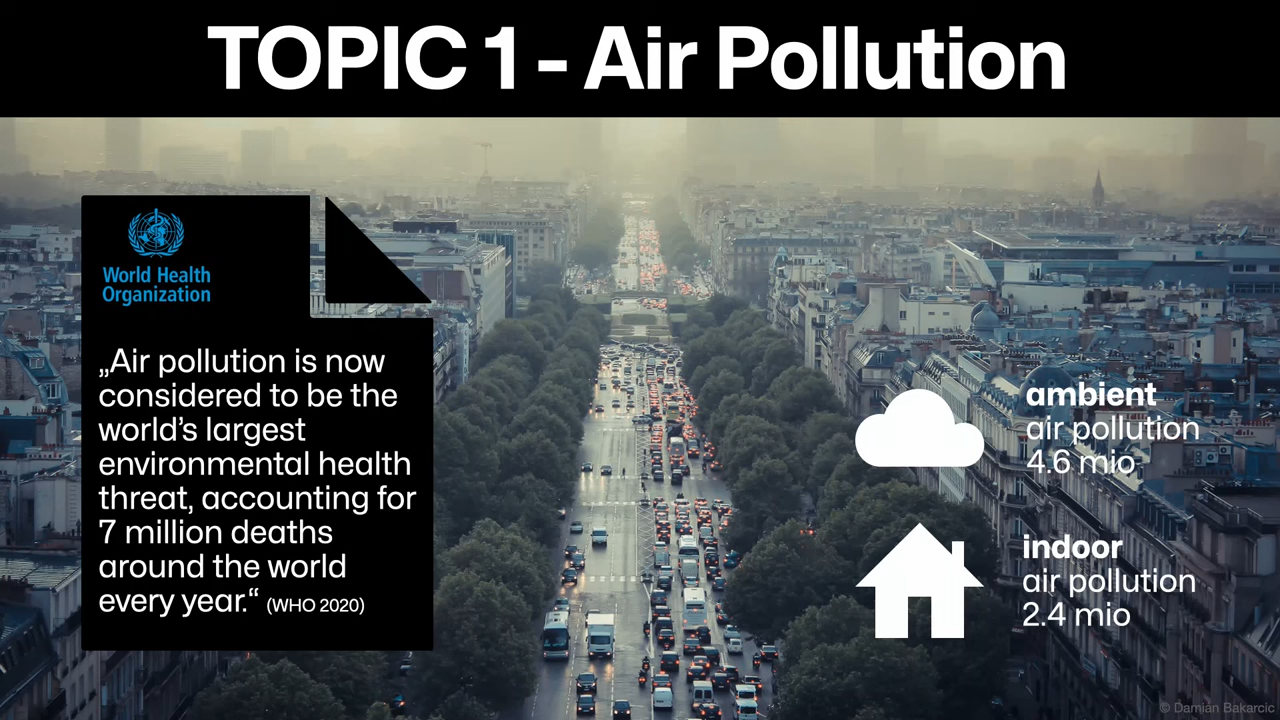 TOPIC 1 - Air Pollution
World Health
Organization
„Air pollution is now
considered to be the
world’s largest
environmental health
threat, accounting for
7 million deaths
around the world
every year.“ (WHO 2020)
ambient
air pollution
4.6 mio
indoor
air pollution
2.4 mio
© Damian Bakarcic